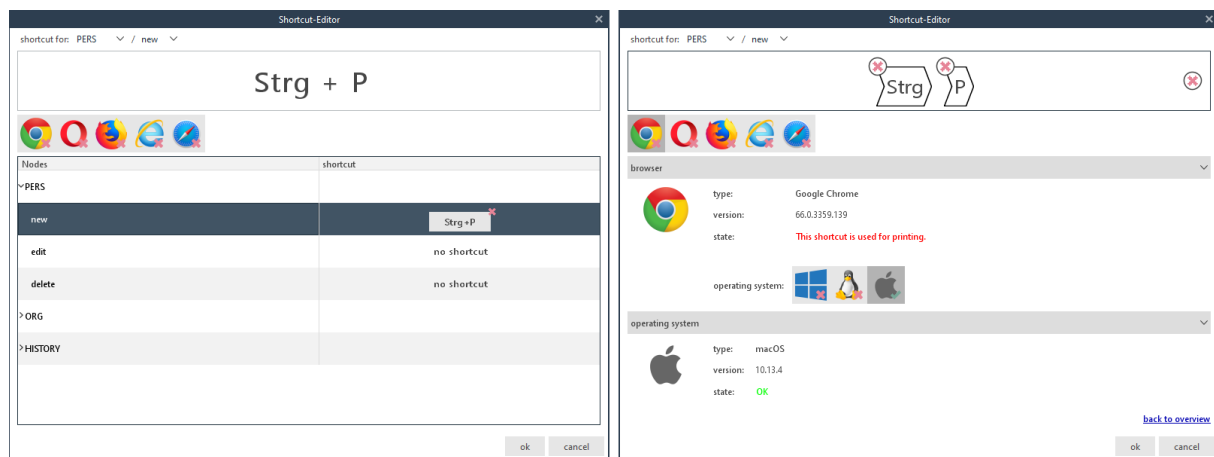 Shortcut-Editor
shortcut for: PERS / new
Strg + P
Nodes shortcut
PERS
new Strg+P
edit no shortcut
delete no shortcut
ORG
HISTORY
ok cancel
Shortcut-Editor
shortcut for: PERS / new
Strg P
browser
type: Google Chrome
version: 66.0.3359.139
state: This shortcut is used for printing.
operating system:
operating system
type: macOS
version: 10.13.4
state: OK
back to overview
ok cancel